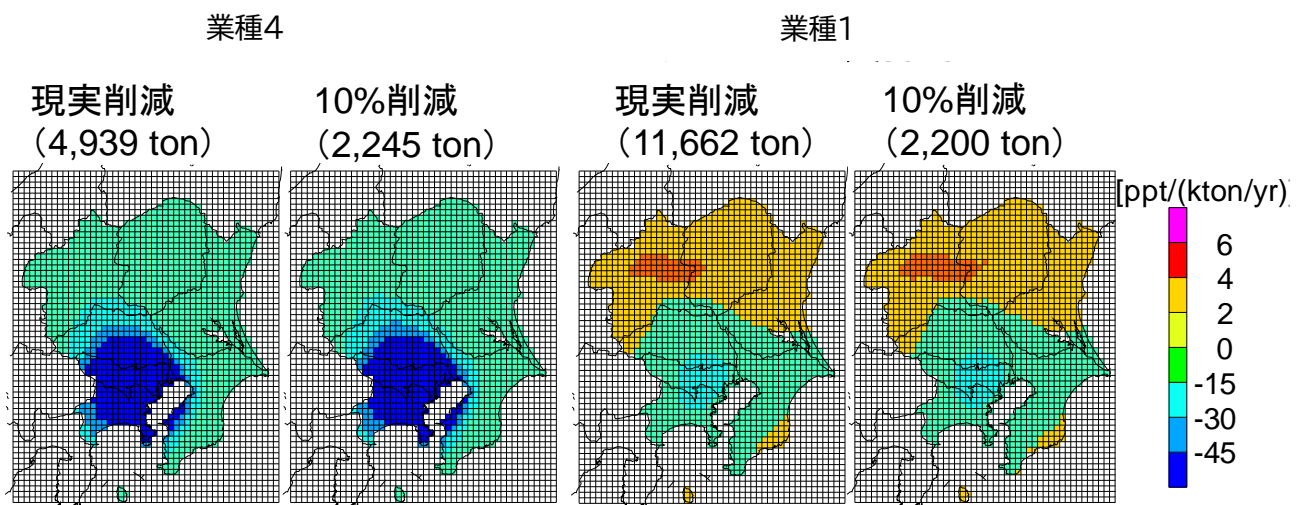 業種4
業種1
現実削減
(4,939 ton)
10%削減
(2,245 ton)
現実削減
(11,662 ton)
10%削減
(2,200 ton)
[ppt/(kton/yr)]
6
4
2
0
-15
-30
-45